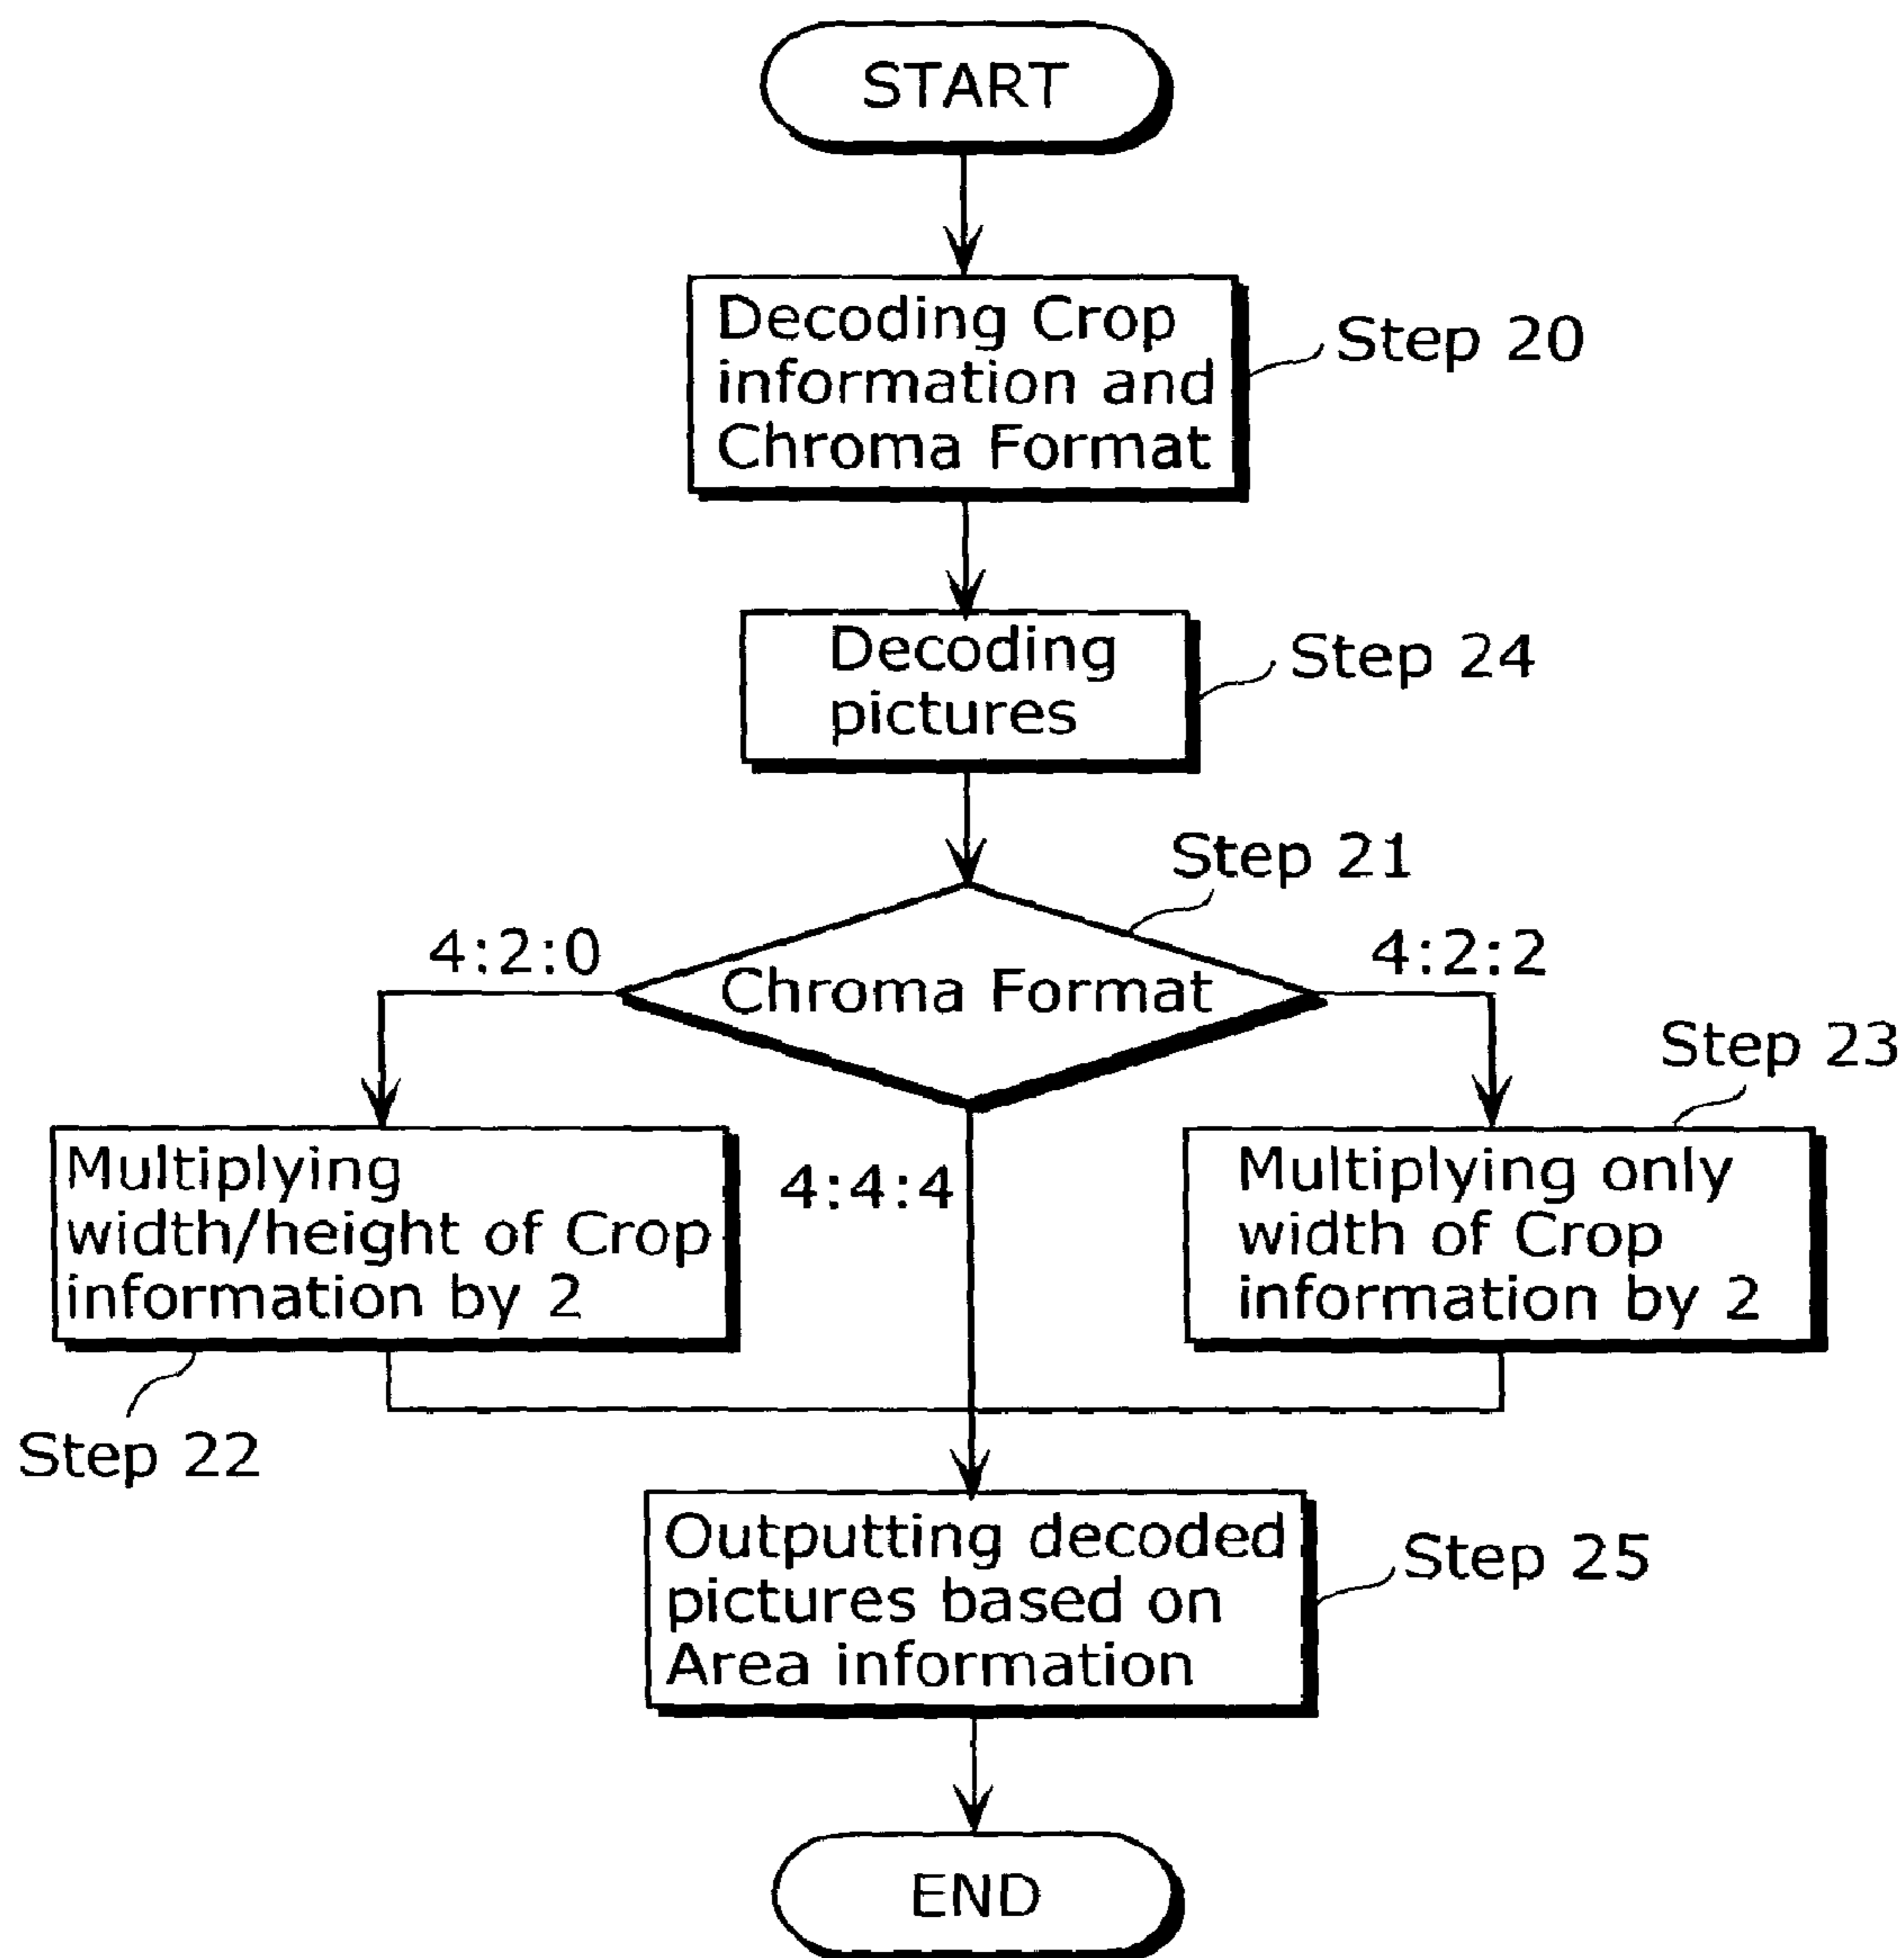 START
Decoding Crop
information and
Chroma Format
Step 20
Decoding
pictures
Step 24
Step 21
4:2:0
Chroma Format
4:2:2
Step 23
Multiplying
width/height of Crop
information by 2
4:4:4
Multiplying only
width of Crop
information by 2
Step 22
Outputting decoded
pictures based on
Area information
Step 25
END